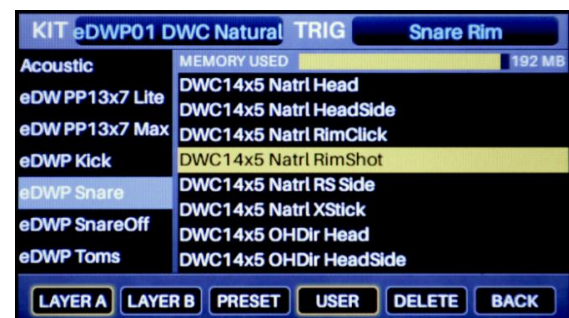 KIT eDWP01 DWC Natural TRIG Snare Rim
Acoustic
eDW PP13x7 Lite
eDW PP13x7 Max
eDWP Kick
eDWP Snare
eDWP SnareOff
eDWP Toms
MEMORY USED 192 MB
DWC14x5 Natrl Head
DWC14x5 Natrl HeadSide
DWC14x5 Natrl RimClick
DWC14x5 Natrl RimShot
DWC14x5 Natrl RS Side
DWC14x5 Natrl XStick
DWC14x5 OHDir Head
DWC14x5 OHDir HeadSide
LAYER A LAYER B PRESET USER DELETE BACK